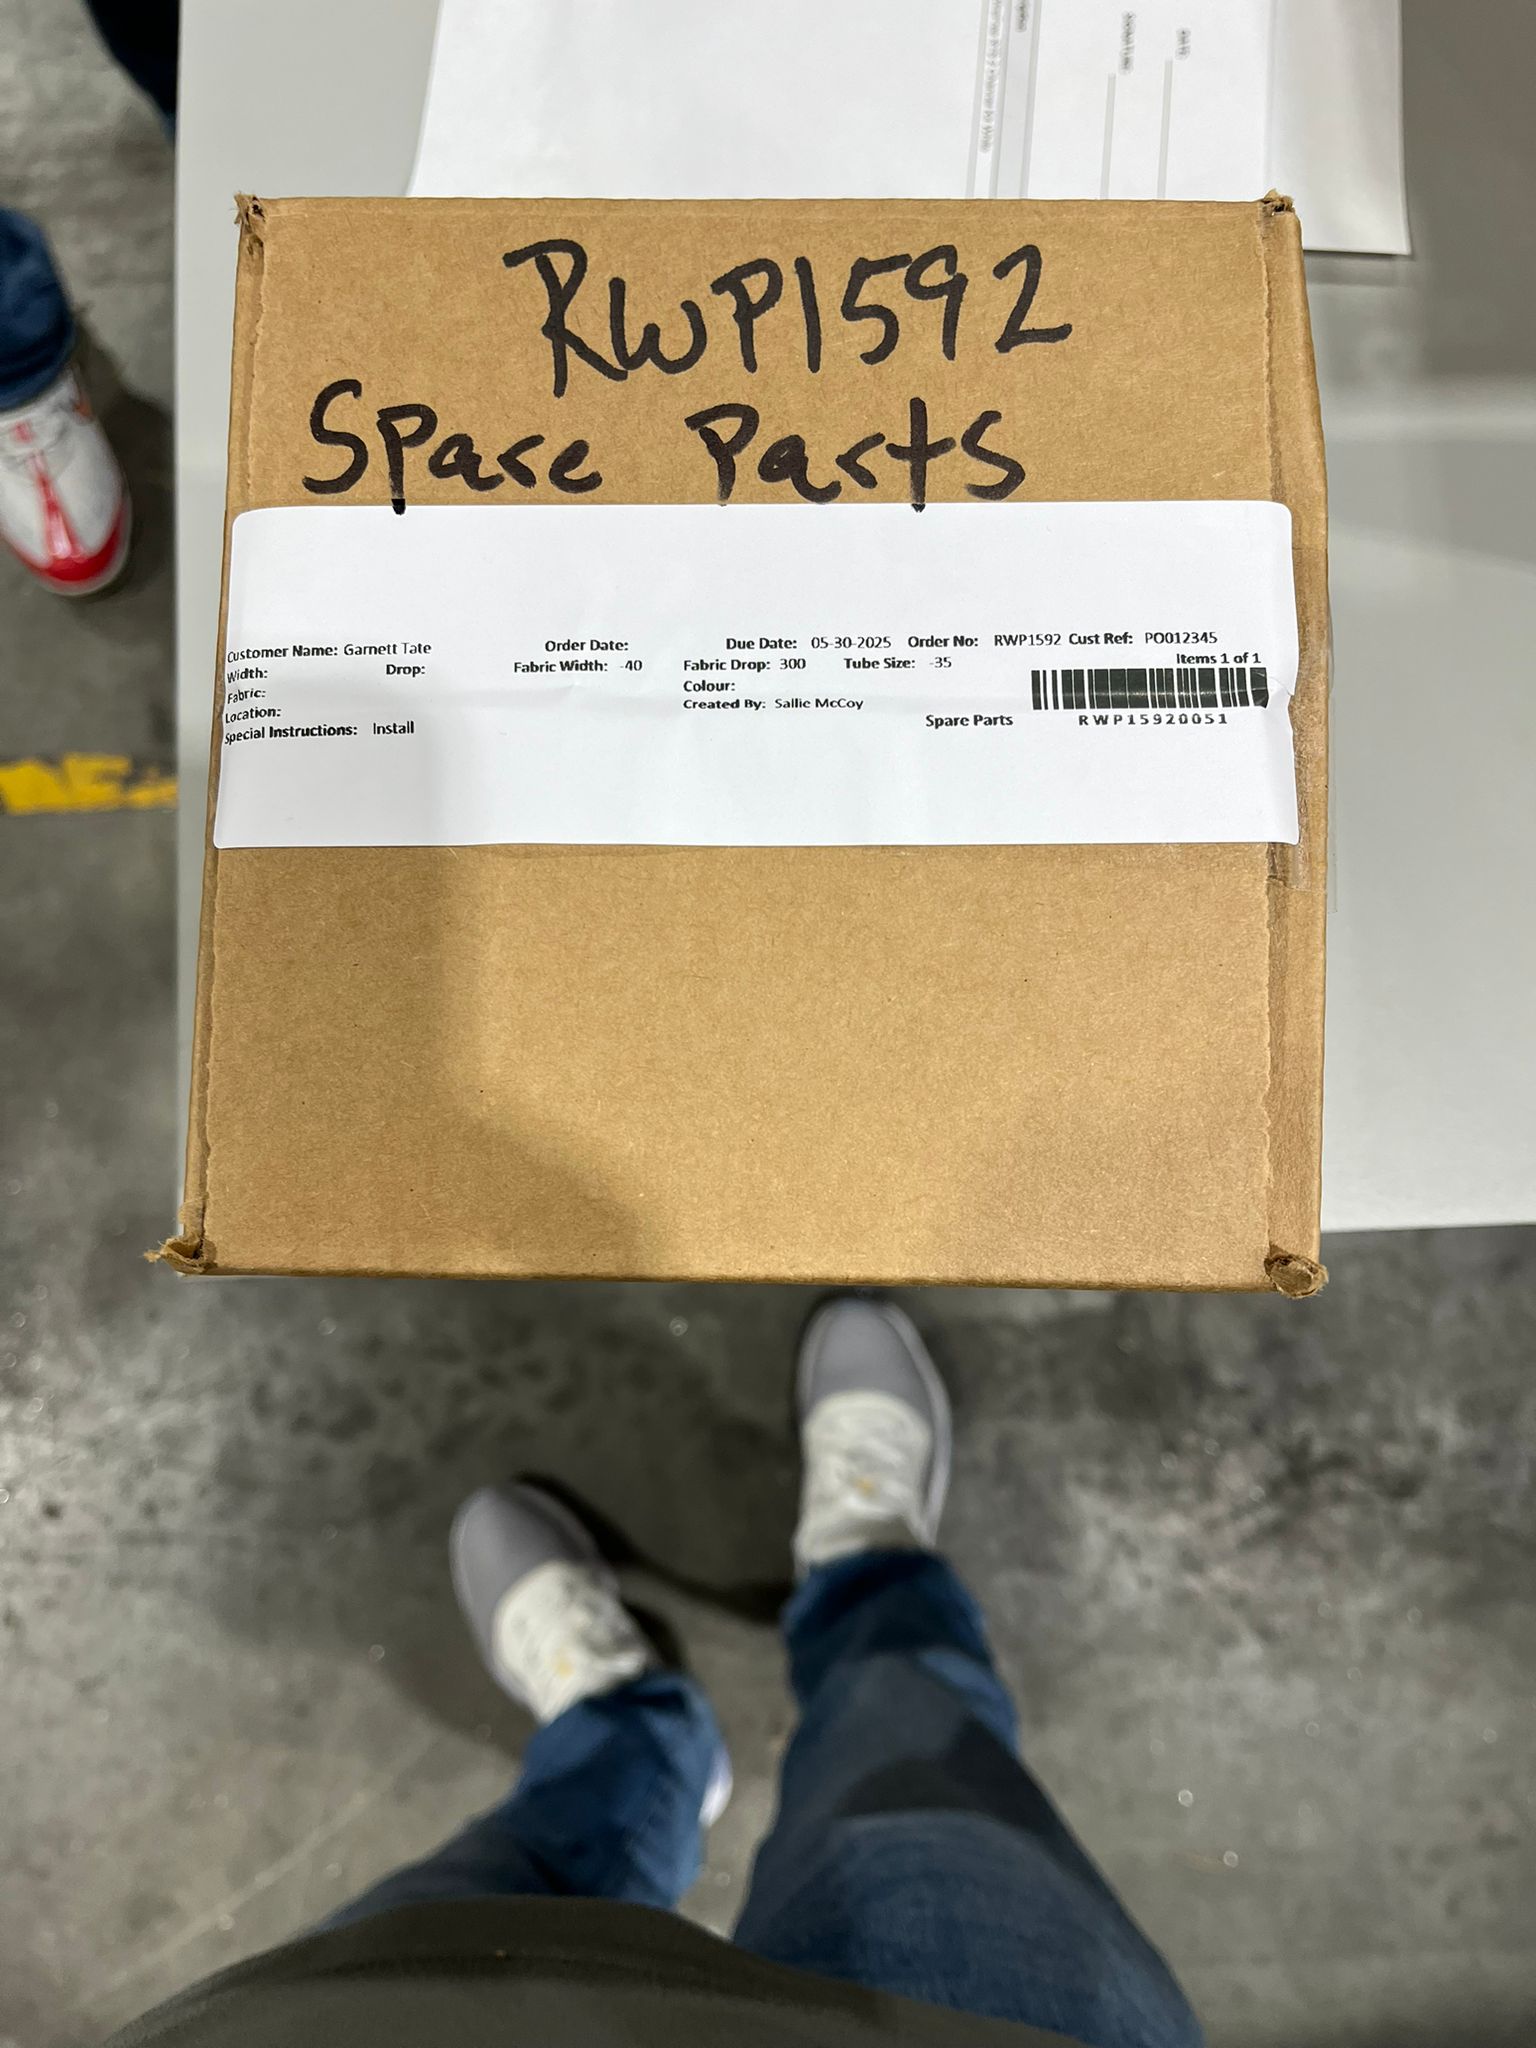 RWP1592
Spare Parts
Customer Name: Garnett Tate Order Date: Due Date: 05-30-2025 Order No: RWP1592 Cust Ref: PO012345
Width: Drop: Fabric Width: -40 Fabric Drop: 300 Tube Size: -35 Items 1 of 1
Fabric: Colour:
Location: Created By: Sallie McCoy
Special Instructions: Install Spare Parts RWP15920051